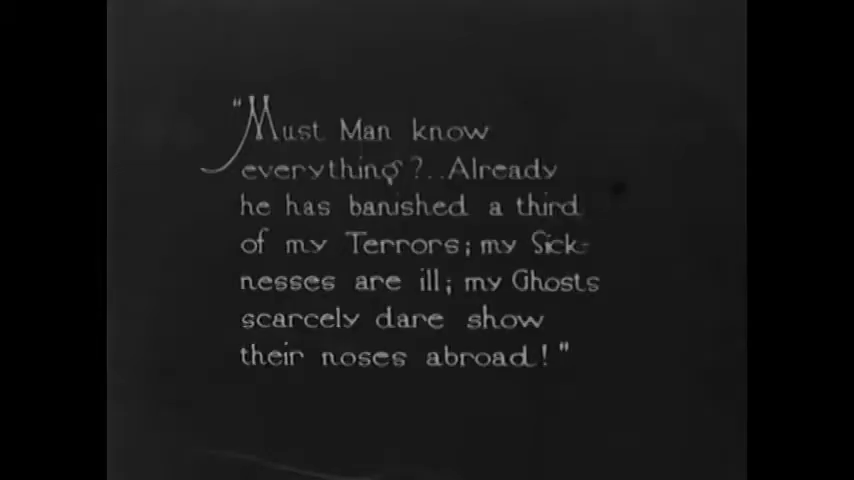 "Must Man know
everything?..Already
he has banished a third
of my Terrors; my Sick-
nesses are ill; my Ghosts
scarcely dare show
their noses abroad!"